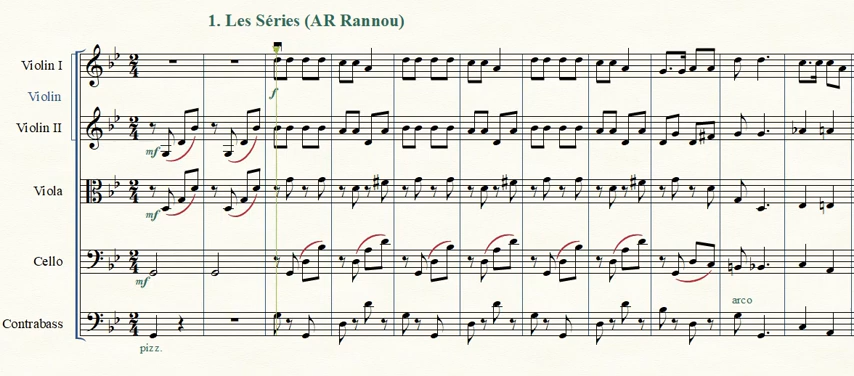 1. Les Séries (AR Rannou)
Violin I
f
Violin
Violin II
mf
Viola
mf
Cello
mf
arco
Contrabass
pizz.